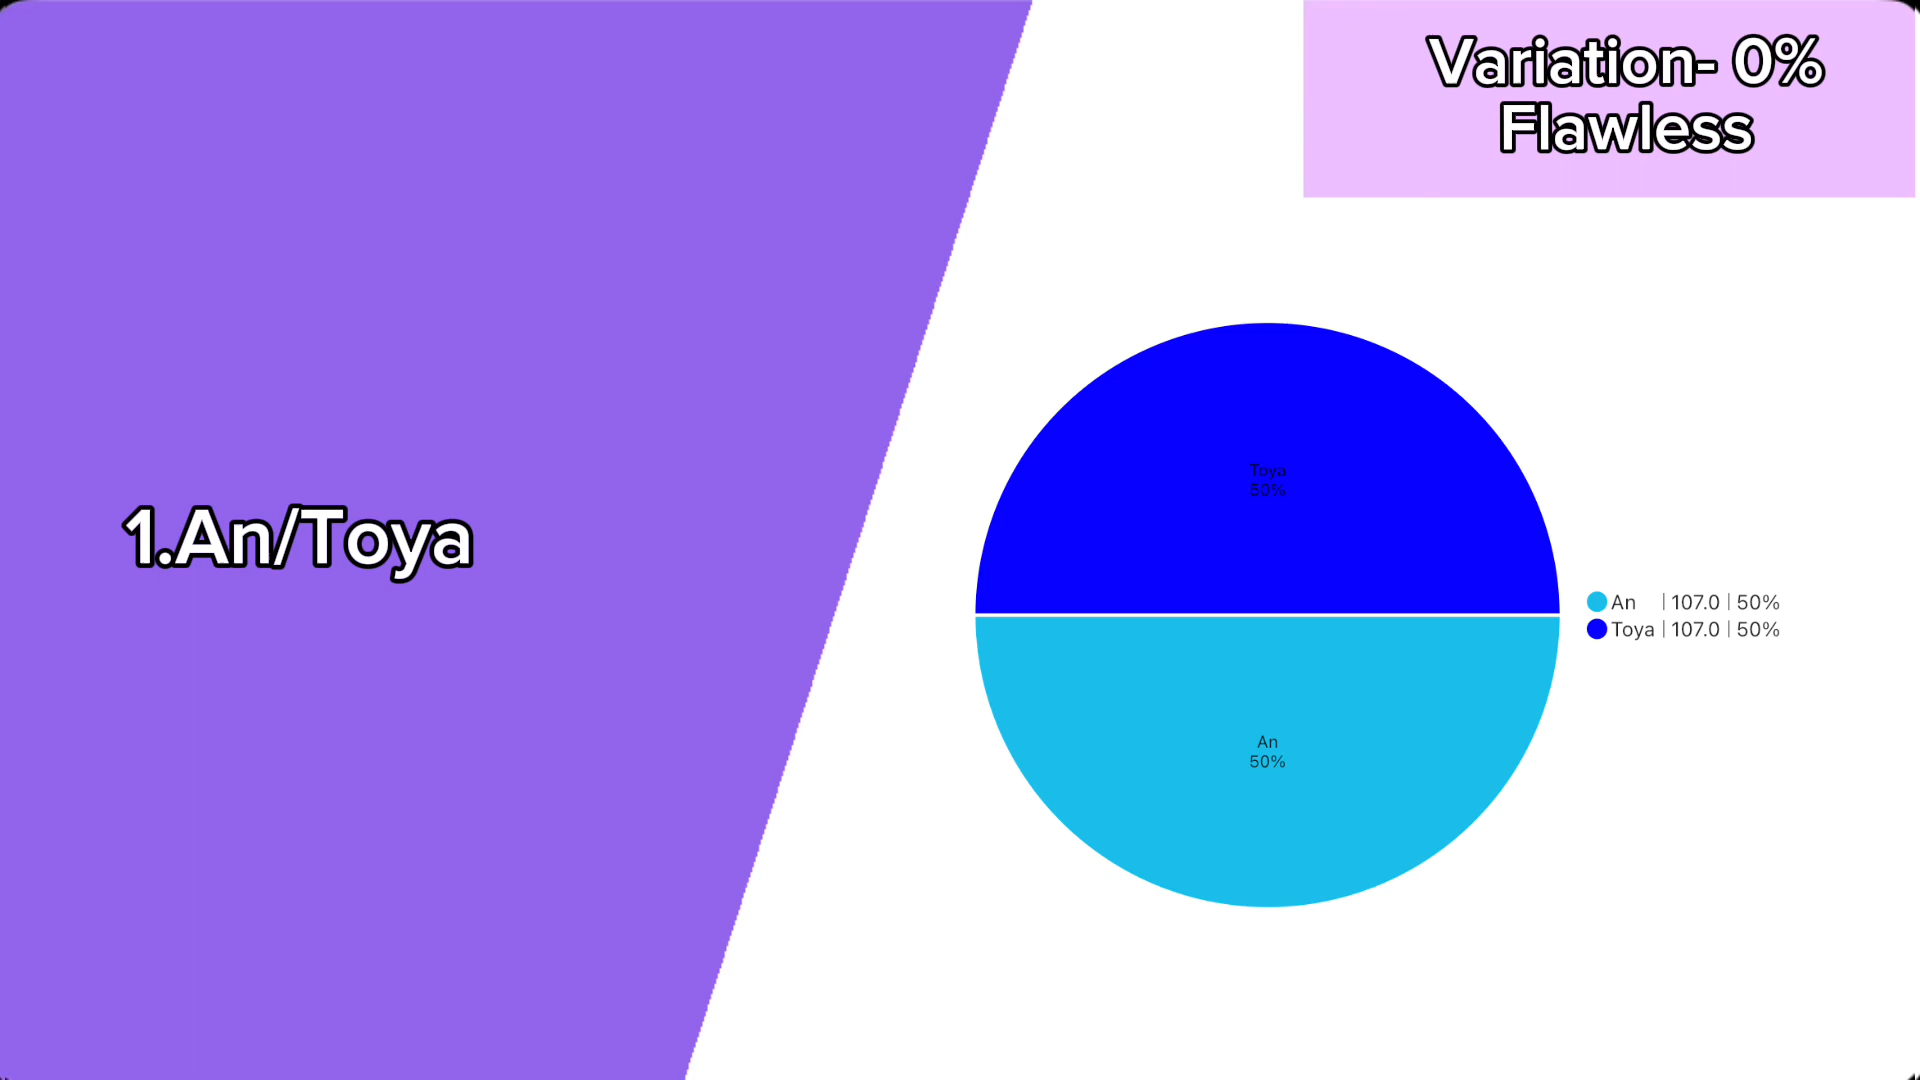 Variation- 0%
Flawless
1.An/Toya
Toya
50%
An
50%
An | 107.0 | 50%
Toya | 107.0 | 50%